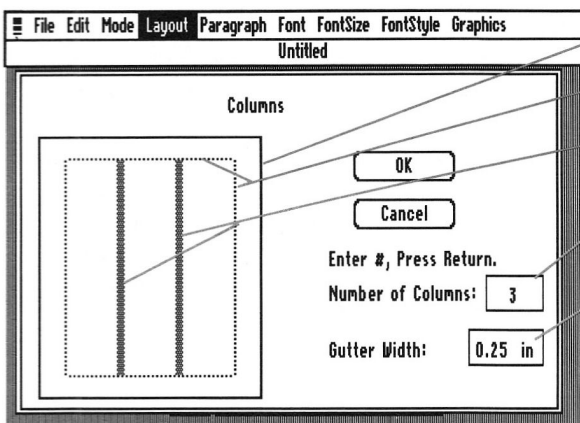 File Edit Mode Layout Paragraph Font FontSize FontStyle Graphics
Untitled
Columns
OK
Cancel
Enter #, Press Return.
Number of Columns: 3
Gutter Width: 0.25 in